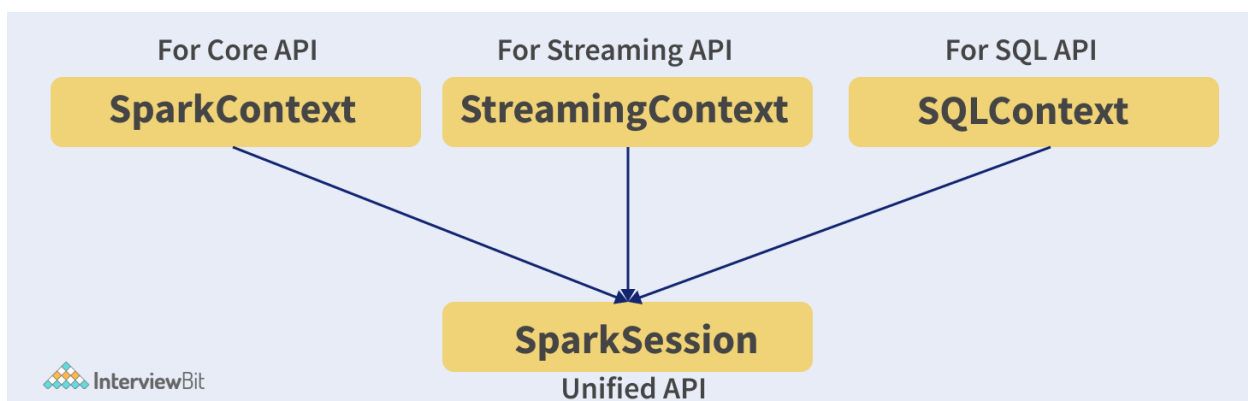 For Core API
For Streaming API
For SQL API
SparkContext
StreamingContext
SQLContext
SparkSession
Unified API
InterviewBit